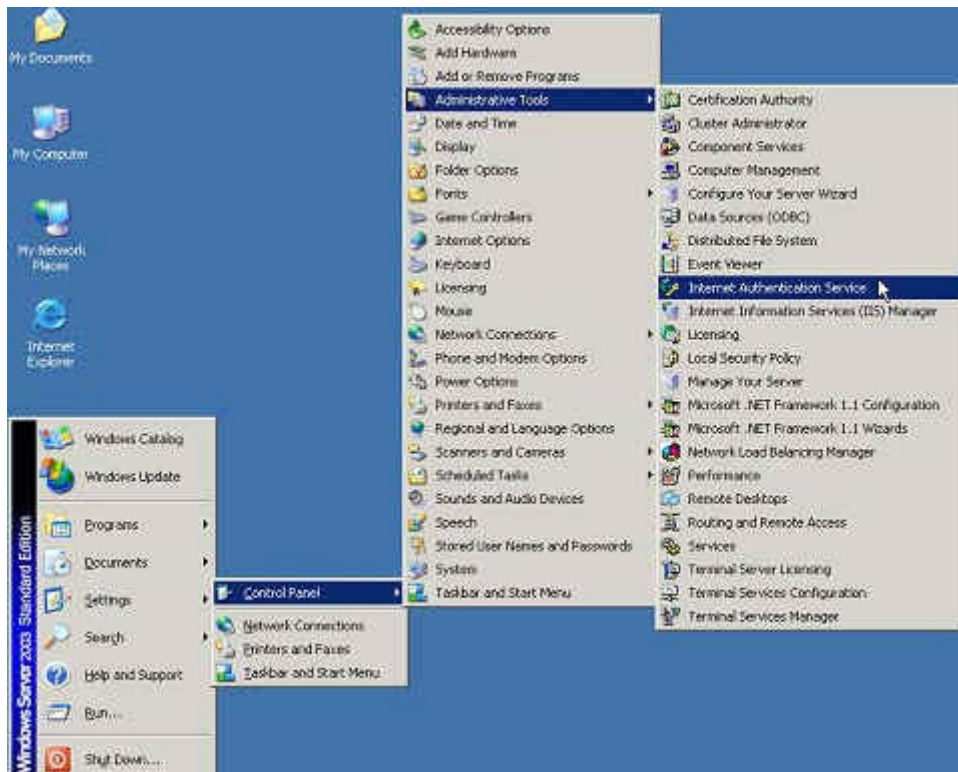 My Documents
My Computer
My Network
Places
Internet
Explorer
Windows Server 2003 Standard Edition
Windows Catalog
Windows Update
Programs
Documents
Settings
Search
Help and Support
Run...
Shut Down...
Control Panel
Network Connections
Printers and Faxes
Taskbar and Start Menu
Accessibility Options
Add Hardware
Add or Remove Programs
Administrative Tools
Date and Time
Display
Folder Options
Fonts
Game Controllers
Internet Options
Keyboard
Licensing
Mouse
Network Connections
Phone and Modem Options
Power Options
Printers and Faxes
Regional and Language Options
Scanners and Cameras
Scheduled Tasks
Sounds and Audio Devices
Speech
Stored User Names and Passwords
System
Taskbar and Start Menu
Certification Authority
Cluster Administrator
Component Services
Computer Management
Configure Your Server Wizard
Data Sources (ODBC)
Distributed File System
Event Viewer
Internet Authentication Service
Internet Information Services (IIS) Manager
Licensing
Local Security Policy
Manage Your Server
Microsoft .NET Framework 1.1 Configuration
Microsoft .NET Framework 1.1 Wizards
Network Load Balancing Manager
Performance
Remote Desktops
Routing and Remote Access
Services
Terminal Server Licensing
Terminal Services Configuration
Terminal Services Manager